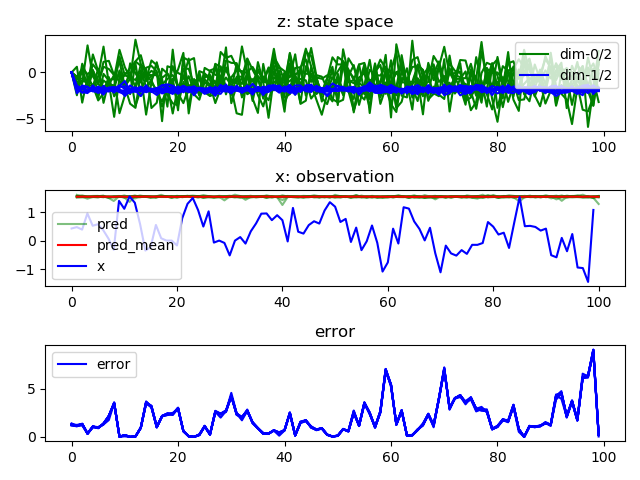 z: state space
0
−5
dim-0/2
dim-1/2
0
20
40
60
80
100
x: observation
1
0
−1
pred
pred_mean
x
0
20
40
60
80
100
error
5
0
error
0
20
40
60
80
100